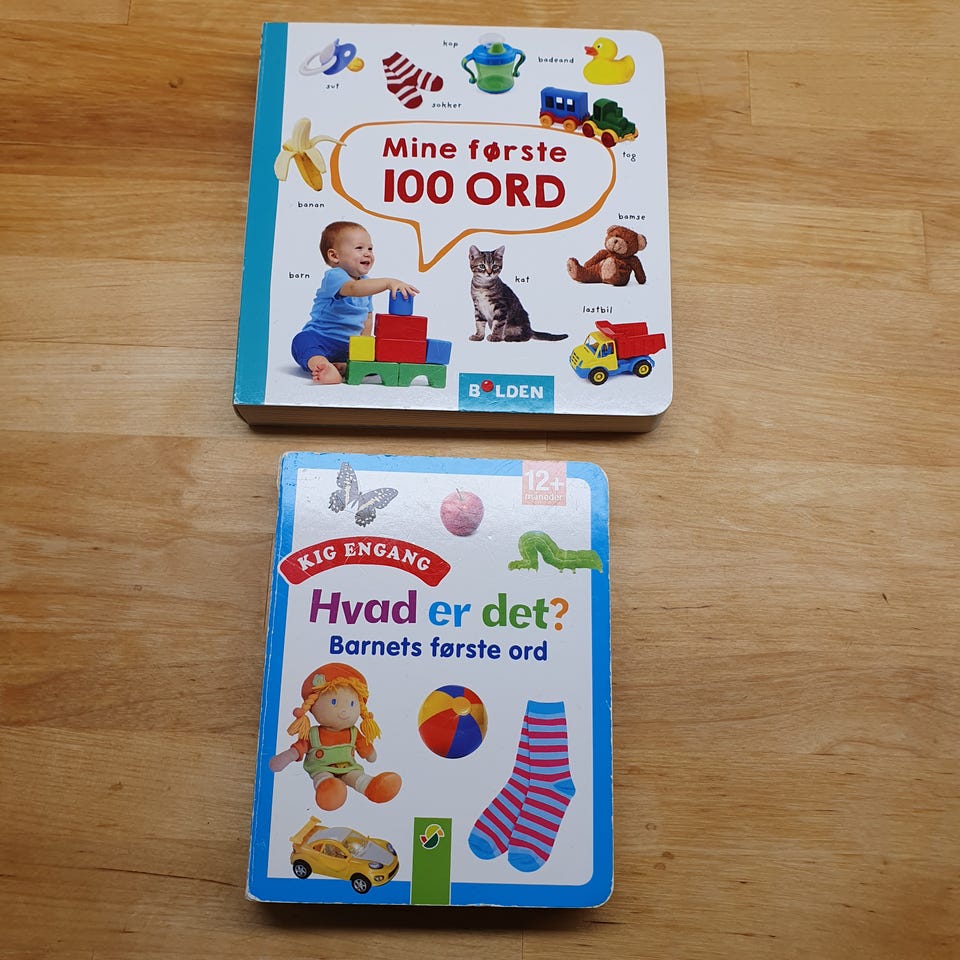 kop
badeand
sut
sokker
tog
Mine første
100 ORD
banan
bamse
barn
kat
lastbil
BOLDEN
12+
måneder
KIG ENGANG
Hvad er det?
Barnets første ord